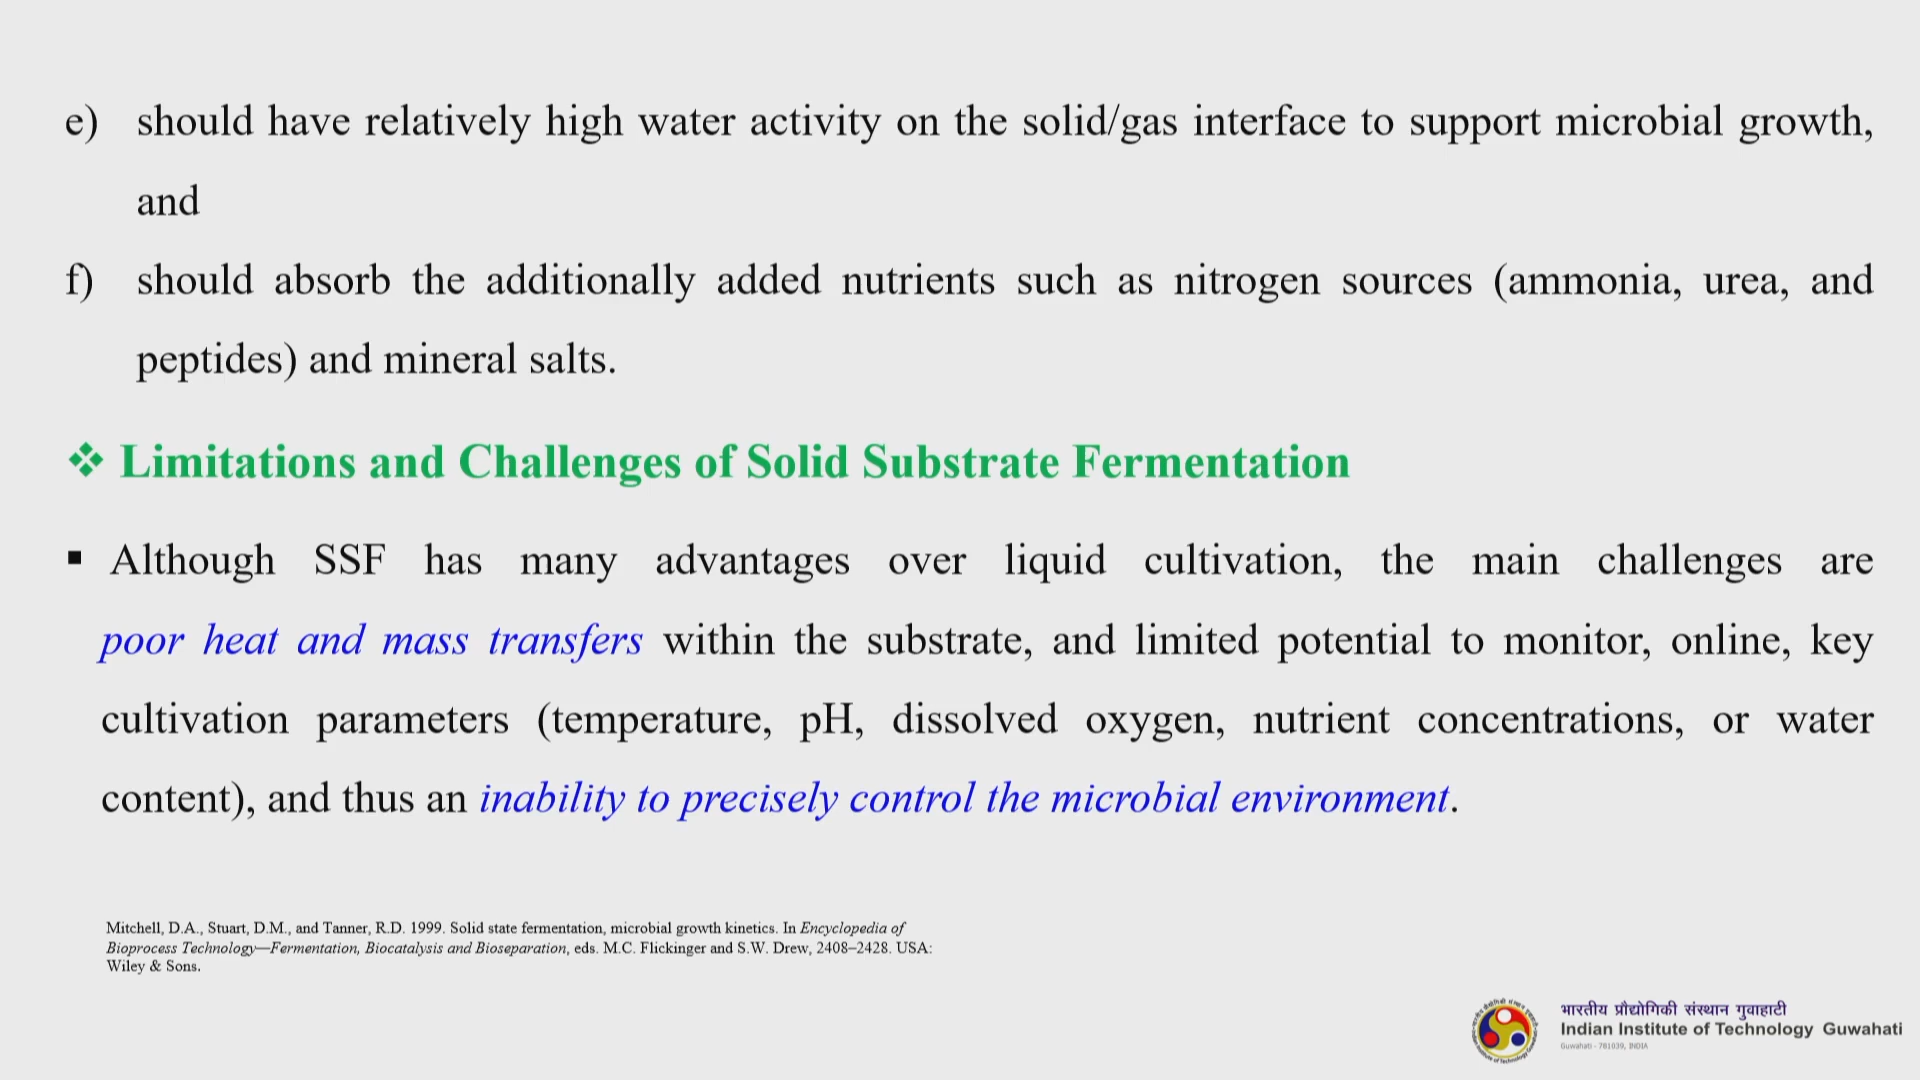 e) should have relatively high water activity on the solid/gas interface to support microbial growth,
and
f) should absorb the additionally added nutrients such as nitrogen sources (ammonia, urea, and
peptides) and mineral salts.
❖ Limitations and Challenges of Solid Substrate Fermentation
▪ Although SSF has many advantages over liquid cultivation, the main challenges are
poor heat and mass transfers within the substrate, and limited potential to monitor, online, key
cultivation parameters (temperature, pH, dissolved oxygen, nutrient concentrations, or water
content), and thus an inability to precisely control the microbial environment.
Mitchell, D.A., Stuart, D.M., and Tanner, R.D. 1999. Solid state fermentation, microbial growth kinetics. In Encyclopedia of
Bioprocess Technology—Fermentation, Biocatalysis and Bioseparation, eds. M.C. Flickinger and S.W. Drew, 2408–2428. USA:
Wiley & Sons.
भारतीय प्रौद्योगिकी संस्थान गुवाहाटी
Indian Institute of Technology Guwahati
Guwahati - 781039, INDIA